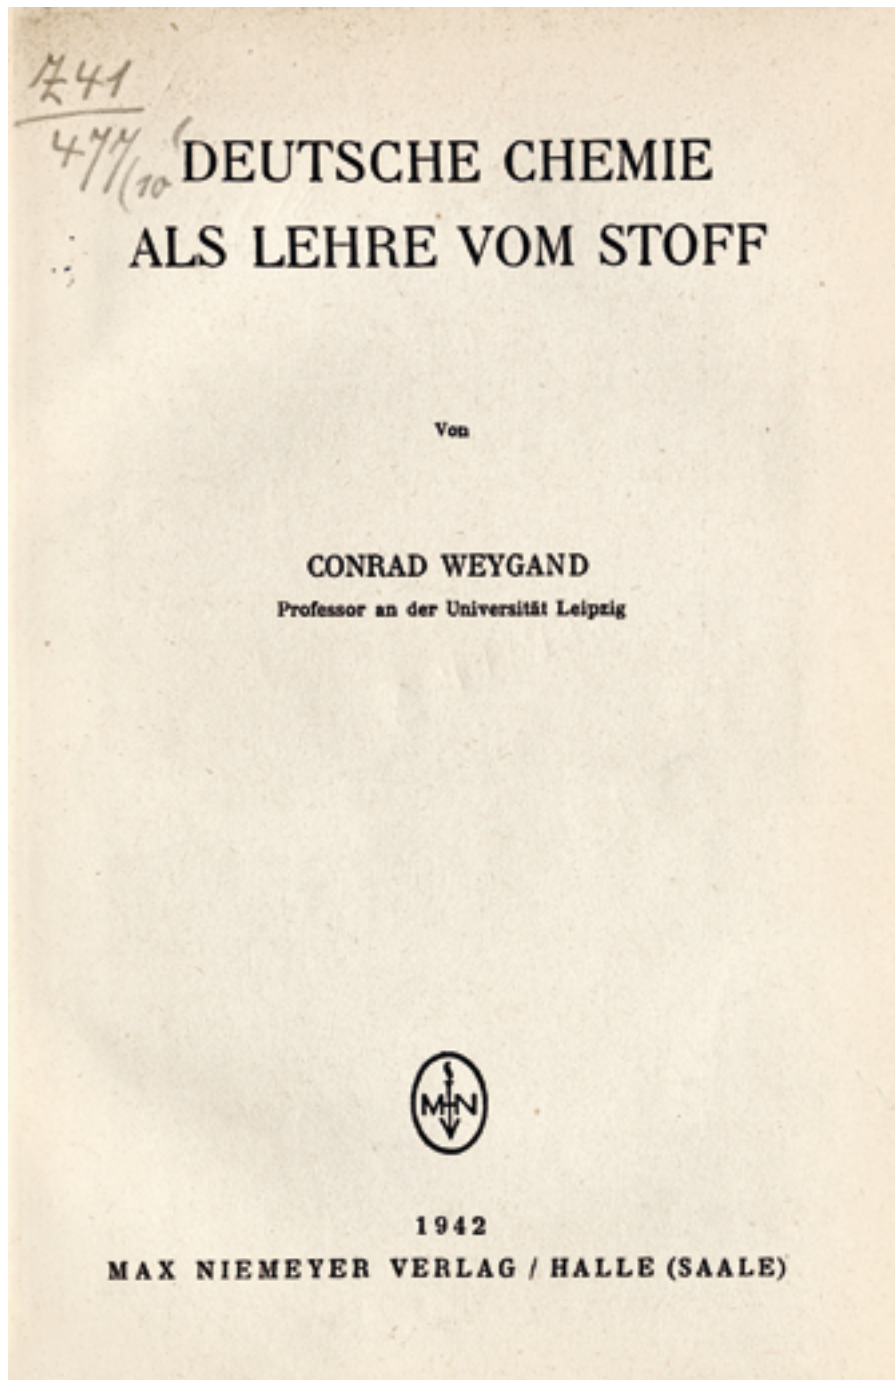 Z41
477/(10
DEUTSCHE CHEMIE
ALS LEHRE VOM STOFF
Von
CONRAD WEYGAND
Professor an der Universität Leipzig
MN
1942
MAX NIEMEYER VERLAG / HALLE (SAALE)